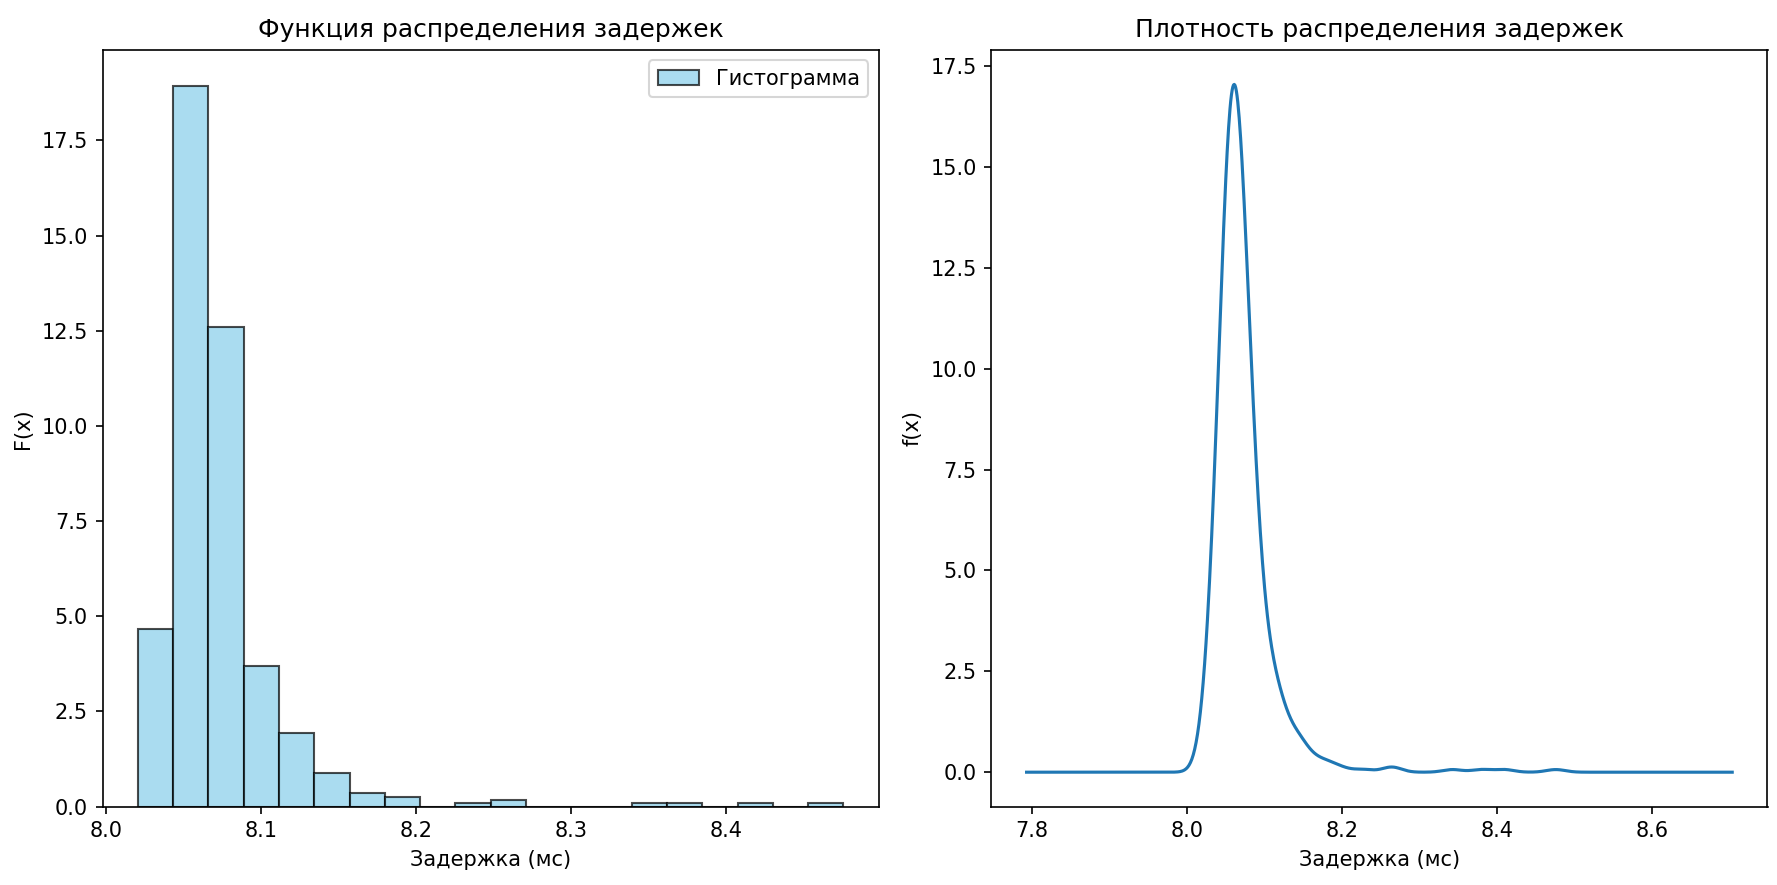 Функция распределения задержек
Гистограмма
17.5
15.0
12.5
10.0
7.5
5.0
2.5
0.0
F(x)
8.0 8.1 8.2 8.3 8.4
Задержка (мс)
Плотность распределения задержек
17.5
15.0
12.5
10.0
7.5
5.0
2.5
0.0
f(x)
7.8 8.0 8.2 8.4 8.6
Задержка (мс)